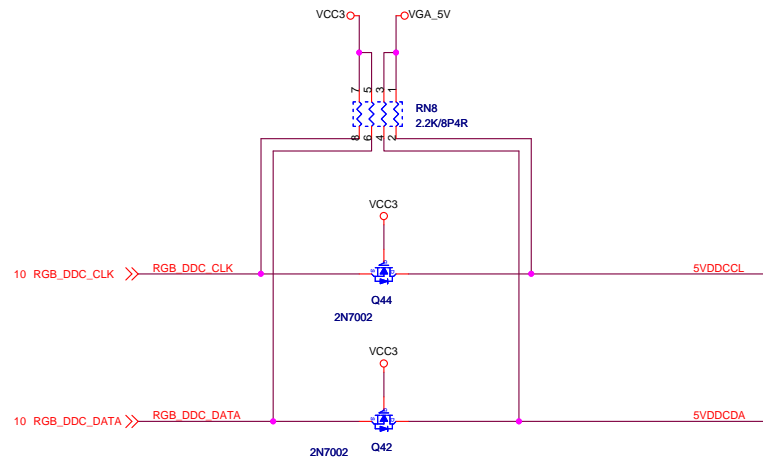 VCC3 VGA_5V
7 5 3 1
RN8
2.2K/8P4R
8 6 4 2
VCC3
10 RGB_DDC_CLK RGB_DDC_CLK 5VDDCCL
Q44
2N7002
VCC3
10 RGB_DDC_DATA RGB_DDC_DATA 5VDDCDA
2N7002 Q42